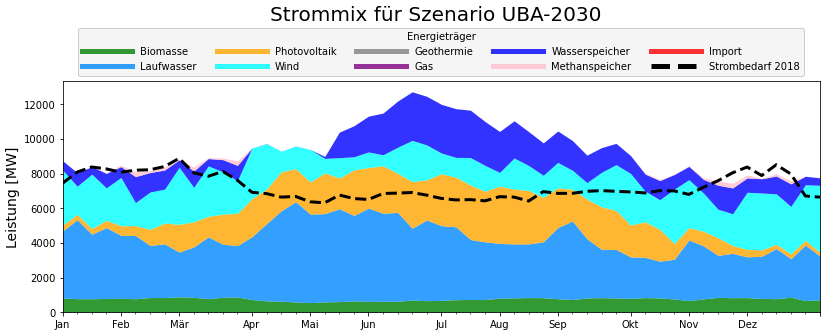 Strommix für Szenario UBA-2030
Energieträger
Biomasse Photovoltaik Geothermie Wasserspeicher Import
Laufwasser Wind Gas Methanspeicher Strombedarf 2018
Leistung [MW]
12000
10000
8000
6000
4000
2000
0
Jan Feb Mär Apr Mai Jun Jul Aug Sep Okt Nov Dez